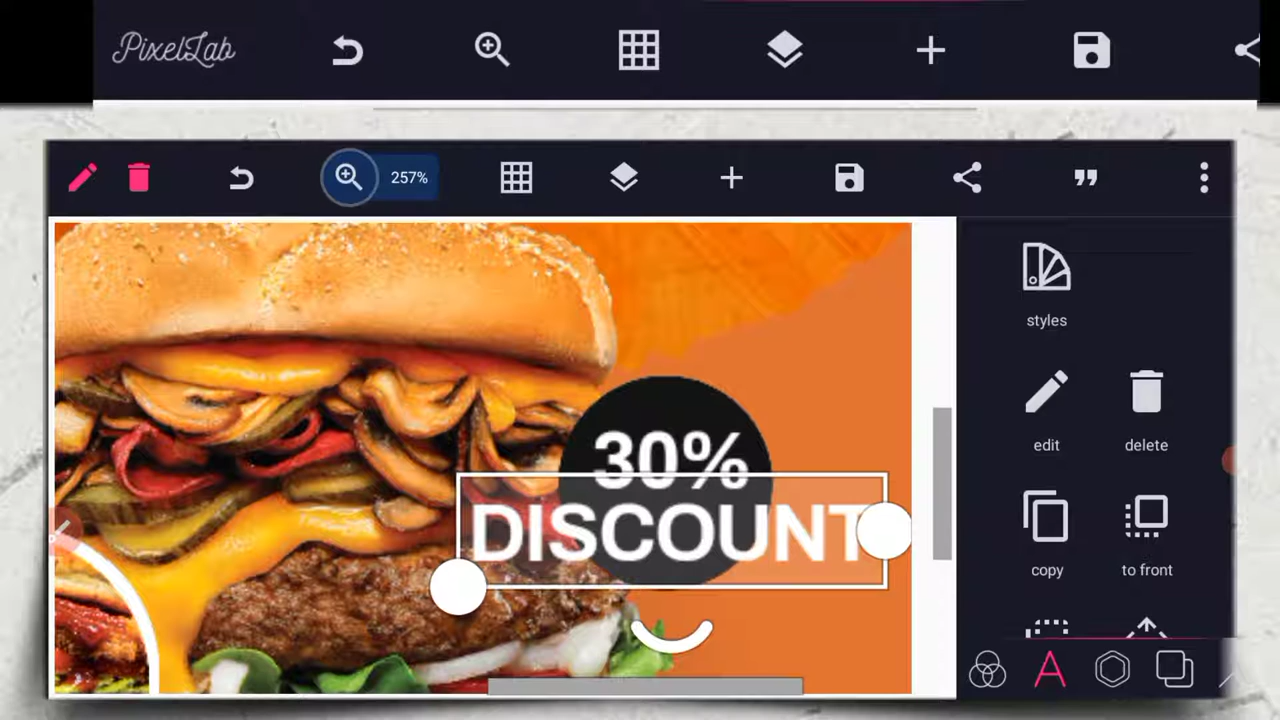 PixelLab
257%
styles
30%
edit
delete
DISCOUNT
copy
to front